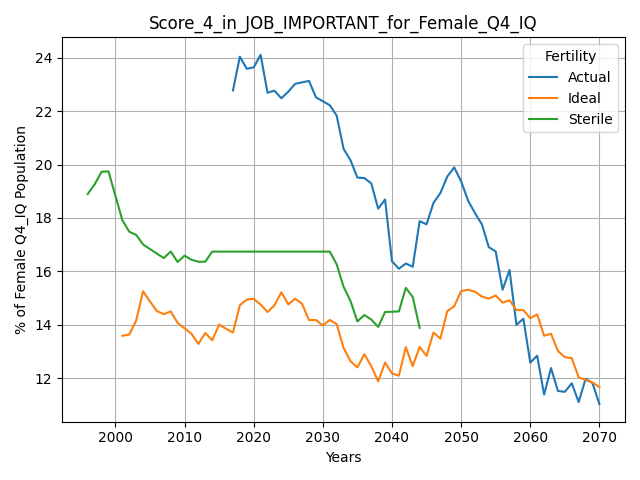 Score_4_in_JOB_IMPORTANT_for_Female_Q4_IQ
% of Female Q4_IQ Population
24
22
20
18
16
14
12
Fertility
Actual
Ideal
Sterile
2000 2010 2020 2030 2040 2050 2060 2070
Years